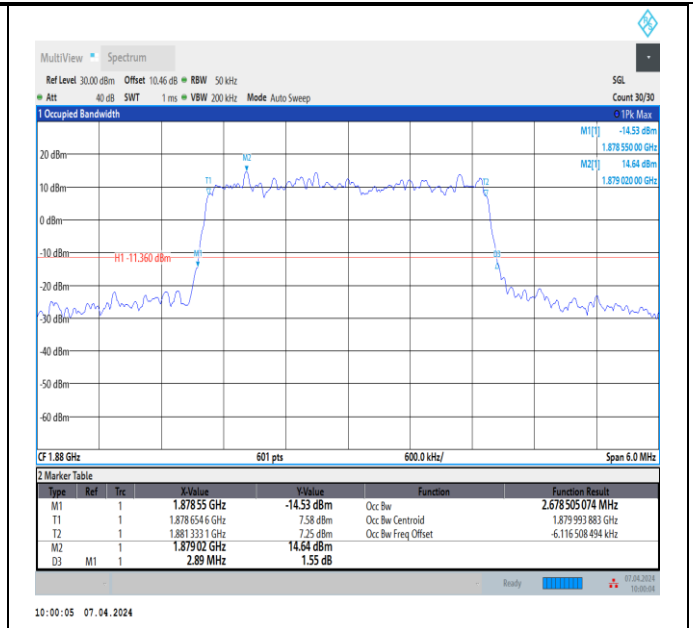 MultiView Spectrum
Ref Level 30.00 dBm Offset 10.46 dB RBW 50 kHz SGL
Att 40 dB SWT 1 ms VBW 200 kHz Mode Auto Sweep Count 30/30
1 Occupied Bandwidth 1Pk Max
M1[1] -14.53 dBm
1.878 550 00 GHz
M2[1] 14.64 dBm
1.879 020 00 GHz
20 dBm
M2
T1
T2
10 dBm
0 dBm
-10 dBm
H1 -11.360 dBm
M1
D3
-20 dBm
-30 dBm
-40 dBm
-50 dBm
-60 dBm
CF 1.88 GHz 601 pts 600.0 kHz/ Span 6.0 MHz
2 Marker Table
Type Ref Trc X-Value Y-Value Function Function Result
M1 1 1.878 55 GHz -14.53 dBm Occ Bw 2.678 505 074 MHz
T1 1 1.878 654 6 GHz 7.58 dBm Occ Bw Centroid 1.879 993 883 GHz
T2 1 1.881 333 1 GHz 7.25 dBm Occ Bw Freq Offset -6.116 508 494 kHz
M2 1 1.879 02 GHz 14.64 dBm
D3 M1 1 2.89 MHz 1.55 dB
Ready 07.04.2024
10:00:04
10:00:05 07.04.2024